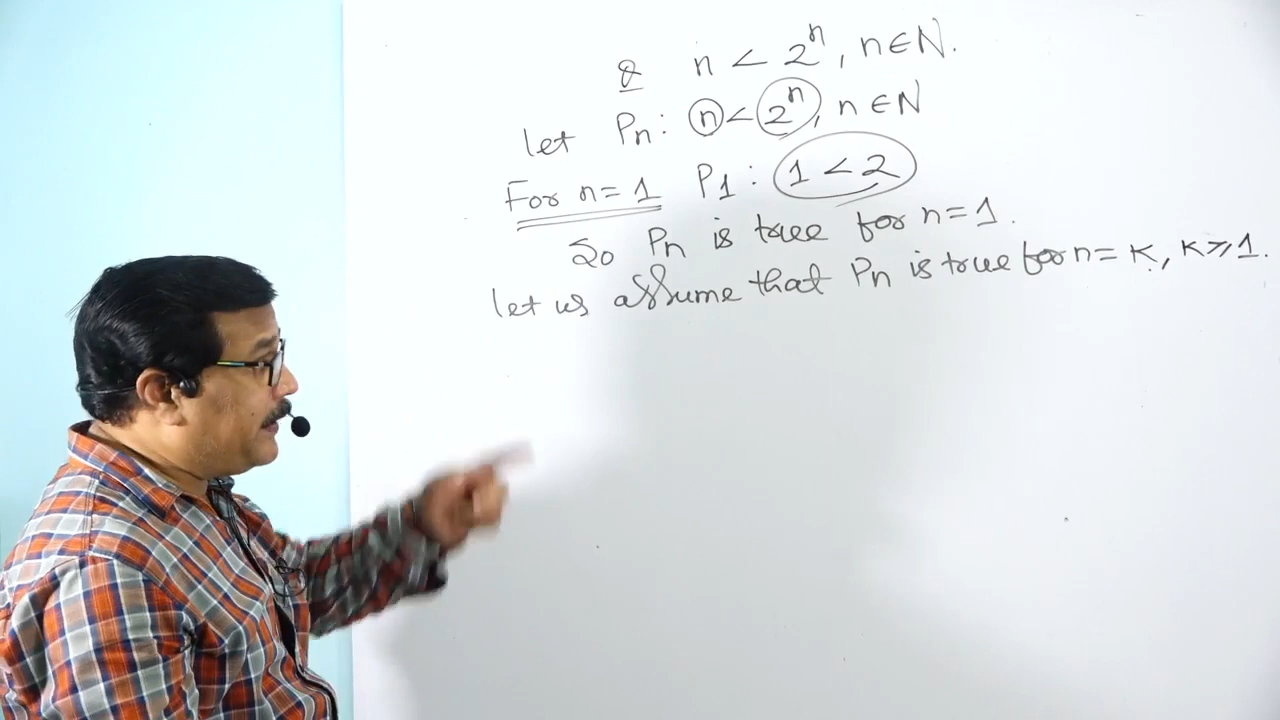 Q n < 2^n, n ∈ N.
let Pn: n < 2^n, n ∈ N
For n = 1 P1: 1 < 2
So Pn is true for n = 1.
let us assume that Pn is true for n = K, K ≥ 1.